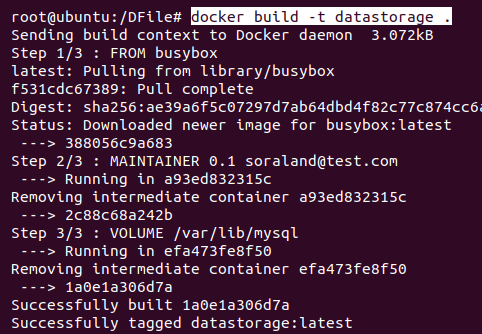 root@ubuntu:/DFile# docker build -t datastorage .
Sending build context to Docker daemon  3.072kB
Step 1/3 : FROM busybox
latest: Pulling from library/busybox
f531cdc67389: Pull complete
Digest: sha256:ae39a6f5c07297d7ab64dbd4f82c77c874cc6a
Status: Downloaded newer image for busybox:latest
 ---> 388056c9a683
Step 2/3 : MAINTAINER 0.1 soraland@test.com
 ---> Running in a93ed832315c
Removing intermediate container a93ed832315c
 ---> 2c88c68a242b
Step 3/3 : VOLUME /var/lib/mysql
 ---> Running in efa473fe8f50
Removing intermediate container efa473fe8f50
 ---> 1a0e1a306d7a
Successfully built 1a0e1a306d7a
Successfully tagged datastorage:latest